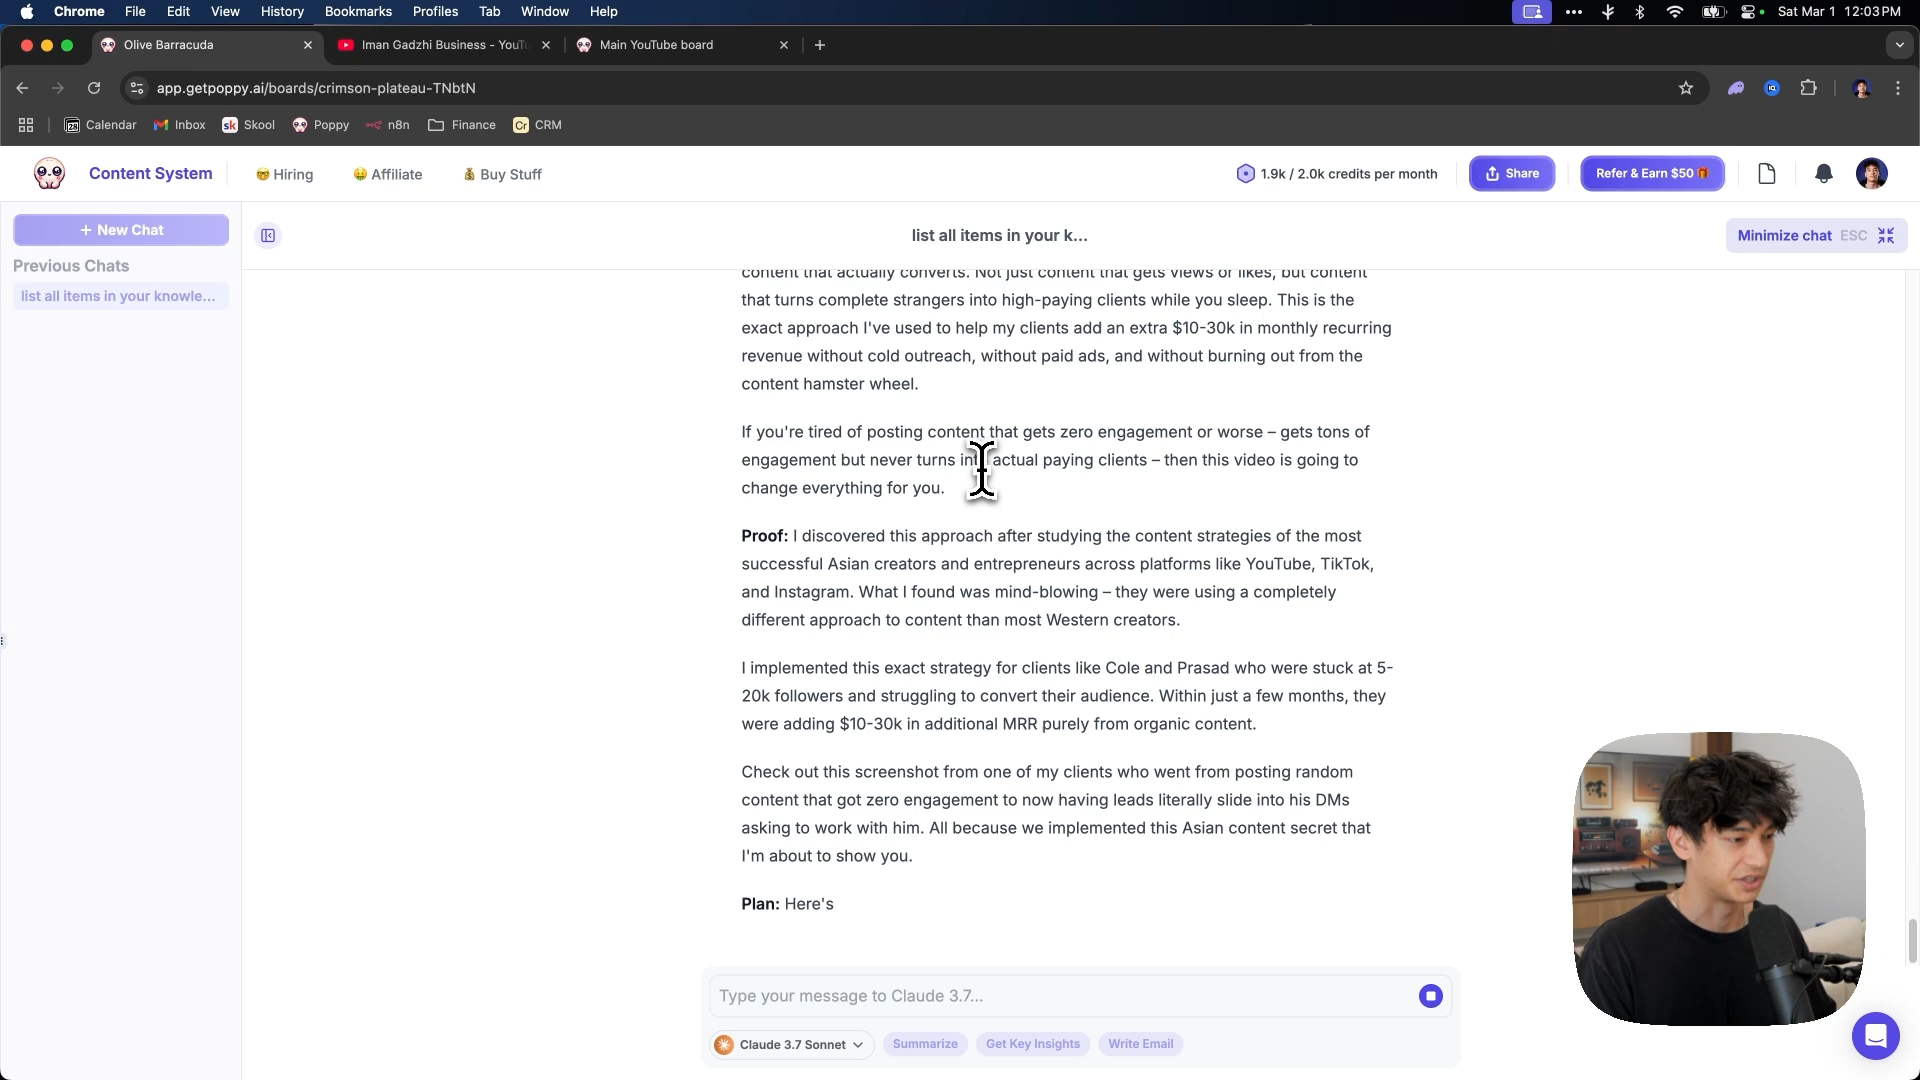 Chrome File Edit View History Bookmarks Profiles Tab Window Help Sat Mar 1 12:03 PM
Olive Barracuda Iman Gadzhi Business - YouTu Main YouTube board
app.getpoppy.ai/boards/crimson-plateau-TNbtN
Calendar Inbox sk Skool Poppy n8n Finance Cr CRM
Content System Hiring Affiliate Buy Stuff 1.9k / 2.0k credits per month Share Refer & Earn $50
+ New Chat
list all items in your k...
Minimize chat ESC
Previous Chats
list all items in your knowle...
content that actually converts. Not just content that gets views or likes, but content
that turns complete strangers into high-paying clients while you sleep. This is the
exact approach I've used to help my clients add an extra $10-30k in monthly recurring
revenue without cold outreach, without paid ads, and without burning out from the
content hamster wheel.
If you're tired of posting content that gets zero engagement or worse – gets tons of
engagement but never turns into actual paying clients – then this video is going to
change everything for you.
Proof: I discovered this approach after studying the content strategies of the most
successful Asian creators and entrepreneurs across platforms like YouTube, TikTok,
and Instagram. What I found was mind-blowing – they were using a completely
different approach to content than most Western creators.
I implemented this exact strategy for clients like Cole and Prasad who were stuck at 5-
20k followers and struggling to convert their audience. Within just a few months, they
were adding $10-30k in additional MRR purely from organic content.
Check out this screenshot from one of my clients who went from posting random
content that got zero engagement to now having leads literally slide into his DMs
asking to work with him. All because we implemented this Asian content secret that
I'm about to show you.
Plan: Here's
Type your message to Claude 3.7...
Claude 3.7 Sonnet Summarize Get Key Insights Write Email